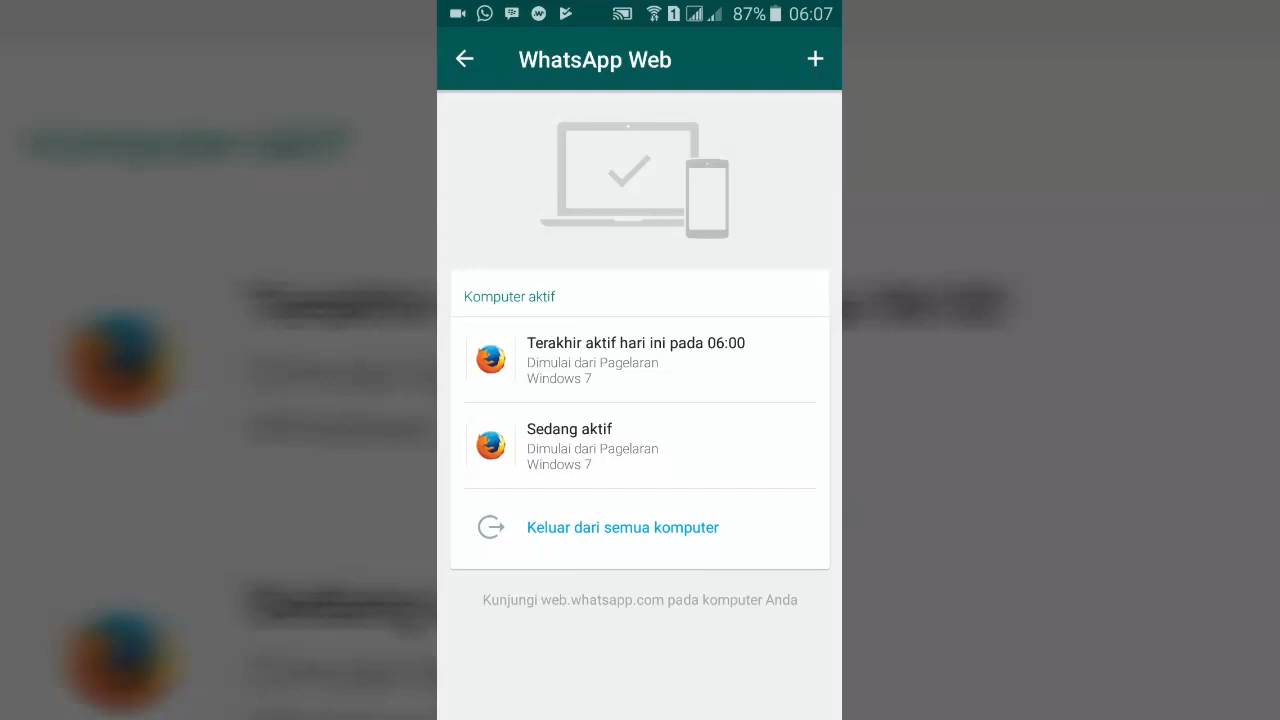 87% 06:07
WhatsApp Web
Komputer aktif
Terakhir aktif hari ini pada 06:00
Dimulai dari Pagelaran
Windows 7
Sedang aktif
Dimulai dari Pagelaran
Windows 7
Keluar dari semua komputer
Kunjungi web.whatsapp.com pada komputer Anda